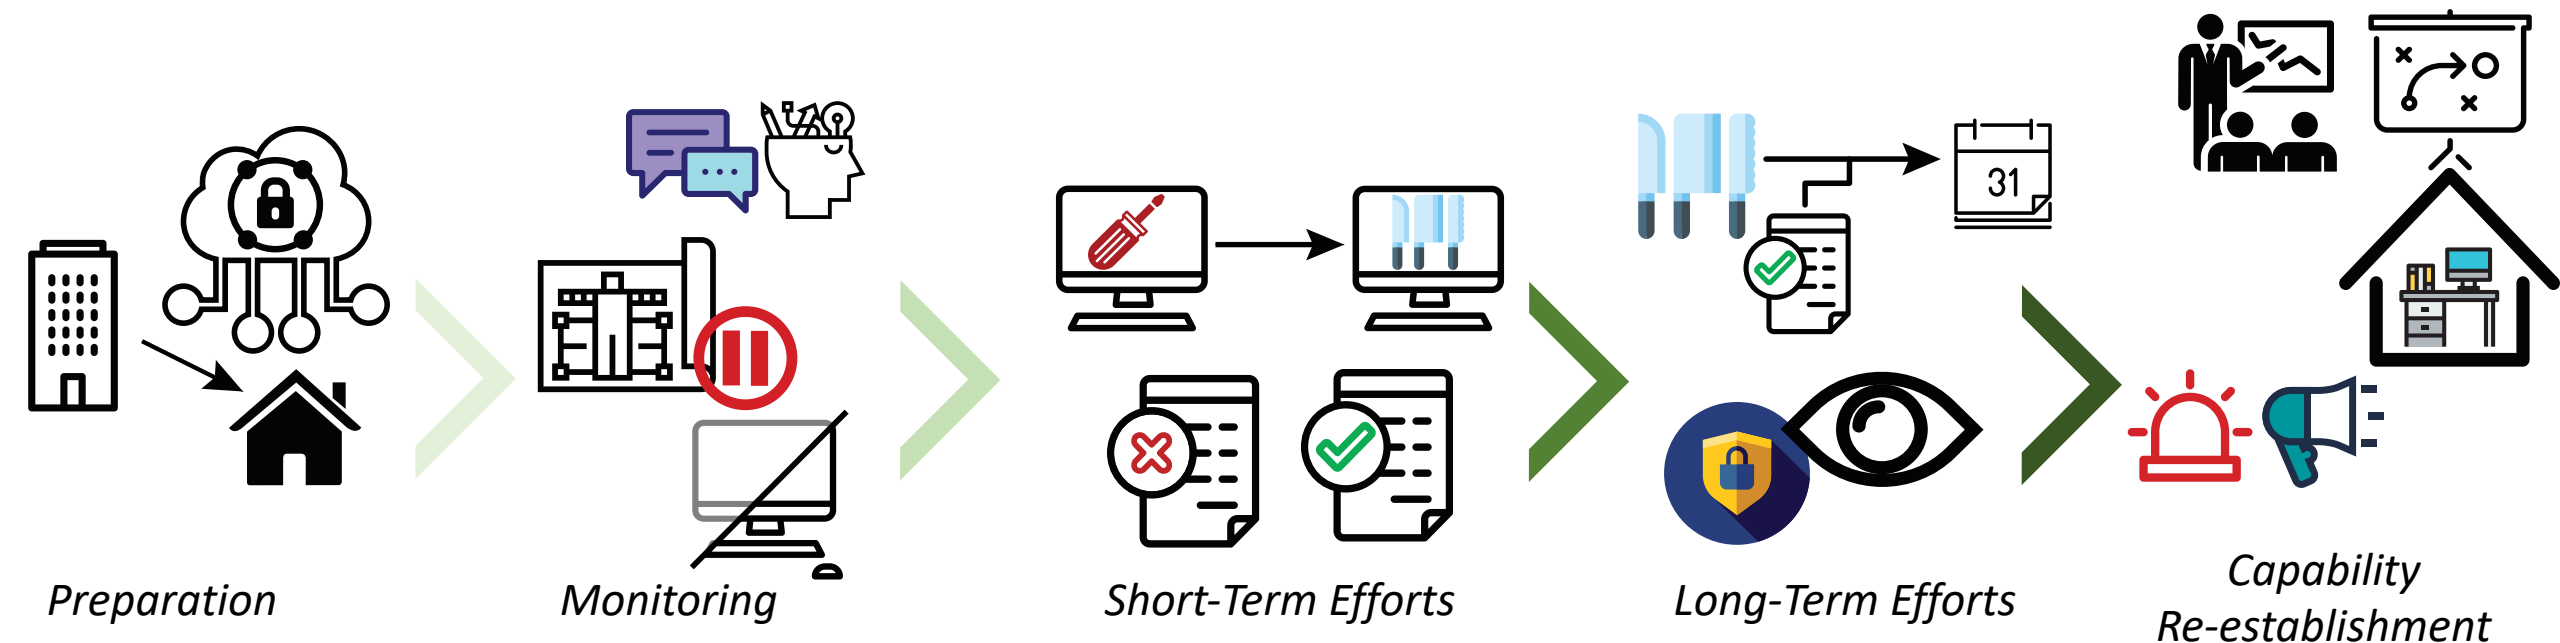 31
Preparation
Monitoring
Short-Term Efforts
Long-Term Efforts
Capability
Re-establishment